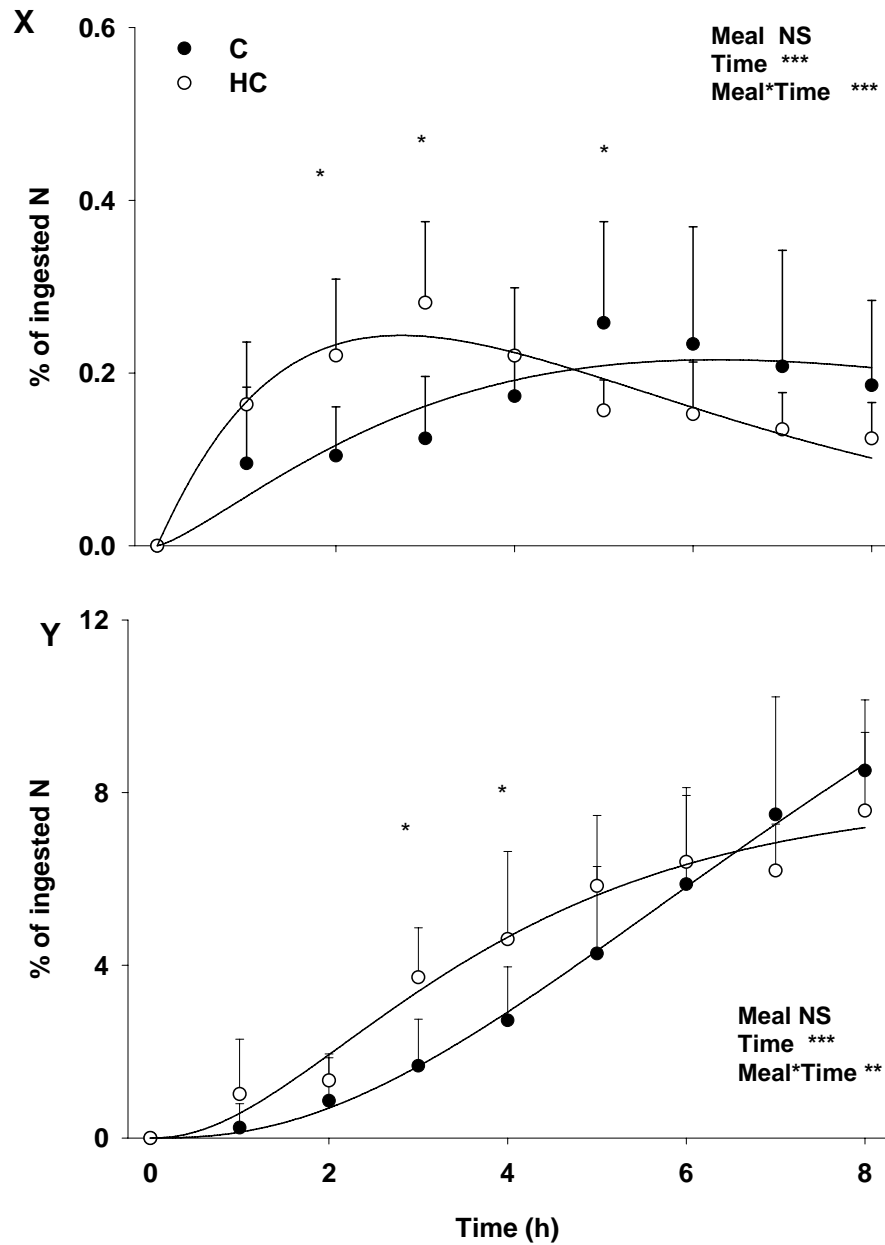 X
0.6
C
HC
Meal NS
Time ***
Meal*Time ***
*
*
*
0.4
% of ingested N
0.2
0.0
Y
12
% of ingested N
8
*
*
4
Meal NS
Time ***
Meal*Time **
0
0 2 4 6 8
Time (h)